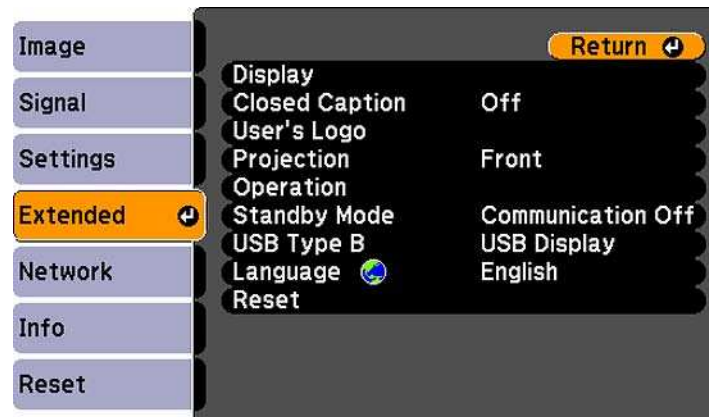 Image
Signal
Settings
Extended
Network
Info
Reset
Return
Display
Closed Caption Off
User's Logo
Projection Front
Operation
Standby Mode Communication Off
USB Type B USB Display
Language English
Reset